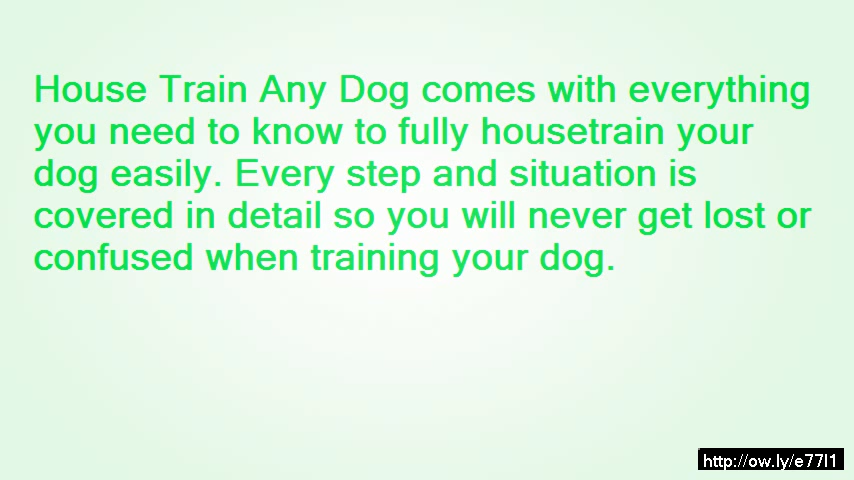 House Train Any Dog comes with everything
you need to know to fully housetrain your
dog easily. Every step and situation is
covered in detail so you will never get lost or
confused when training your dog.
http://ow.ly/e77l1